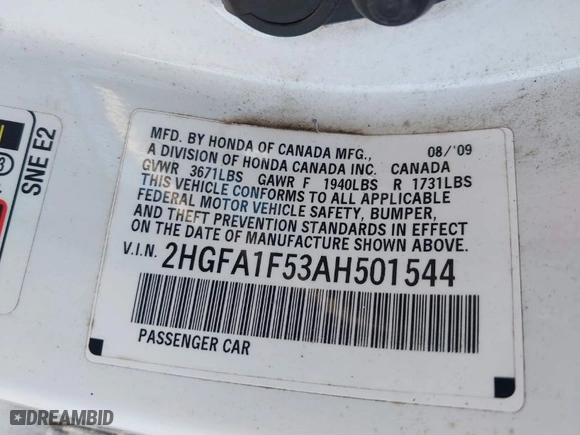 MFD. BY HONDA OF CANADA MFG., 08/'09
A DIVISION OF HONDA CANADA INC. CANADA
GVWR 3671LBS GAWR F 1940LBS R 1731LBS
THIS VEHICLE CONFORMS TO ALL APPLICABLE
FEDERAL MOTOR VEHICLE SAFETY, BUMPER,
AND THEFT PREVENTION STANDARDS IN EFFECT
ON THE DATE OF MANUFACTURE SHOWN ABOVE.
V.I.N. 2HGFA1F53AH501544
PASSENGER CAR
SNE E2
3
DREAMBID